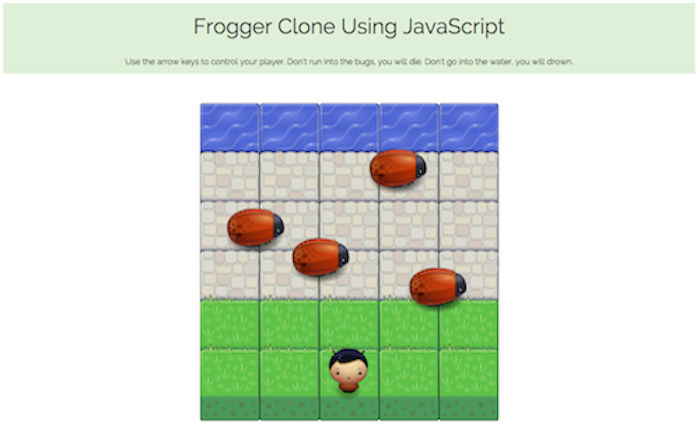 Frogger Clone Using JavaScript
Use the arrow keys to control your player. Don't run into the bugs, you will die. Don't go into the water, you will drown.